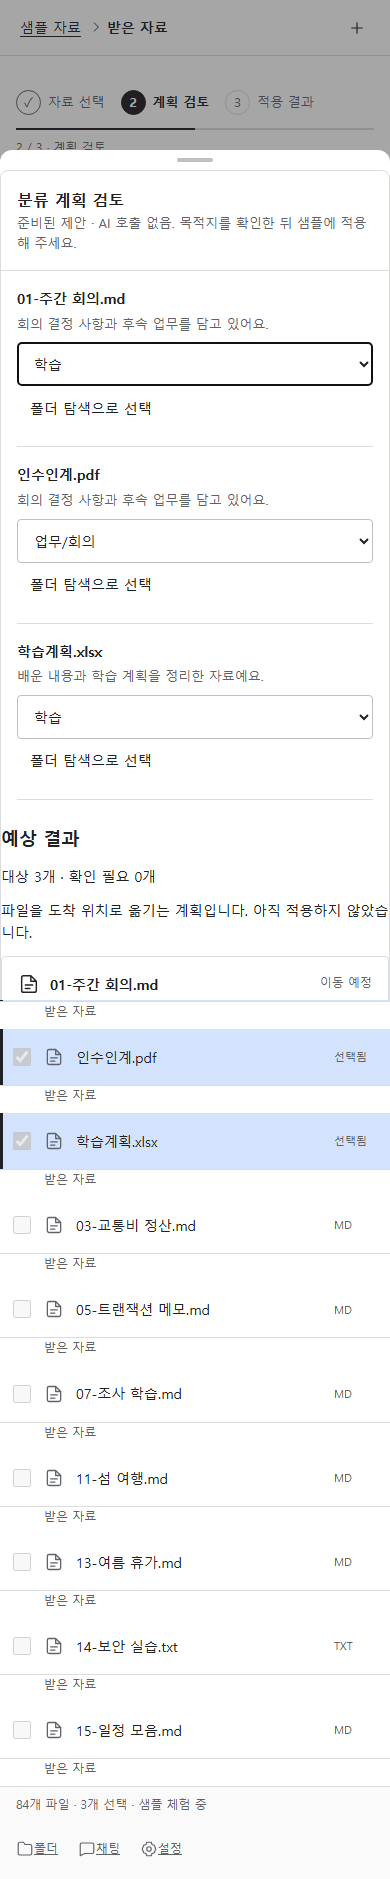 샘플 자료 > 받은 자료 +
✓ 자료 선택 2 계획 검토 3 적용 결과
2 / 3 · 계획 검토
분류 계획 검토
준비된 제안 · AI 호출 없음. 목적지를 확인한 뒤 샘플에 적용
해 주세요.
01-주간 회의.md
회의 결정 사항과 후속 업무를 담고 있어요.
학습
폴더 탐색으로 선택
인수인계.pdf
회의 결정 사항과 후속 업무를 담고 있어요.
업무/회의
폴더 탐색으로 선택
학습계획.xlsx
배운 내용과 학습 계획을 정리한 자료예요.
학습
폴더 탐색으로 선택
예상 결과
대상 3개 · 확인 필요 0개
파일을 도착 위치로 옮기는 계획입니다. 아직 적용하지 않았습
니다.
01-주간 회의.md 이동 예정
받은 자료
인수인계.pdf 선택됨
받은 자료
학습계획.xlsx 선택됨
받은 자료
03-교통비 정산.md MD
받은 자료
05-트랜잭션 메모.md MD
받은 자료
07-조사 학습.md MD
받은 자료
11-섬 여행.md MD
받은 자료
13-여름 휴가.md MD
받은 자료
14-보안 실습.txt TXT
받은 자료
15-일정 모음.md MD
받은 자료
84개 파일 · 3개 선택 · 샘플 체험 중
폴더 채팅 설정